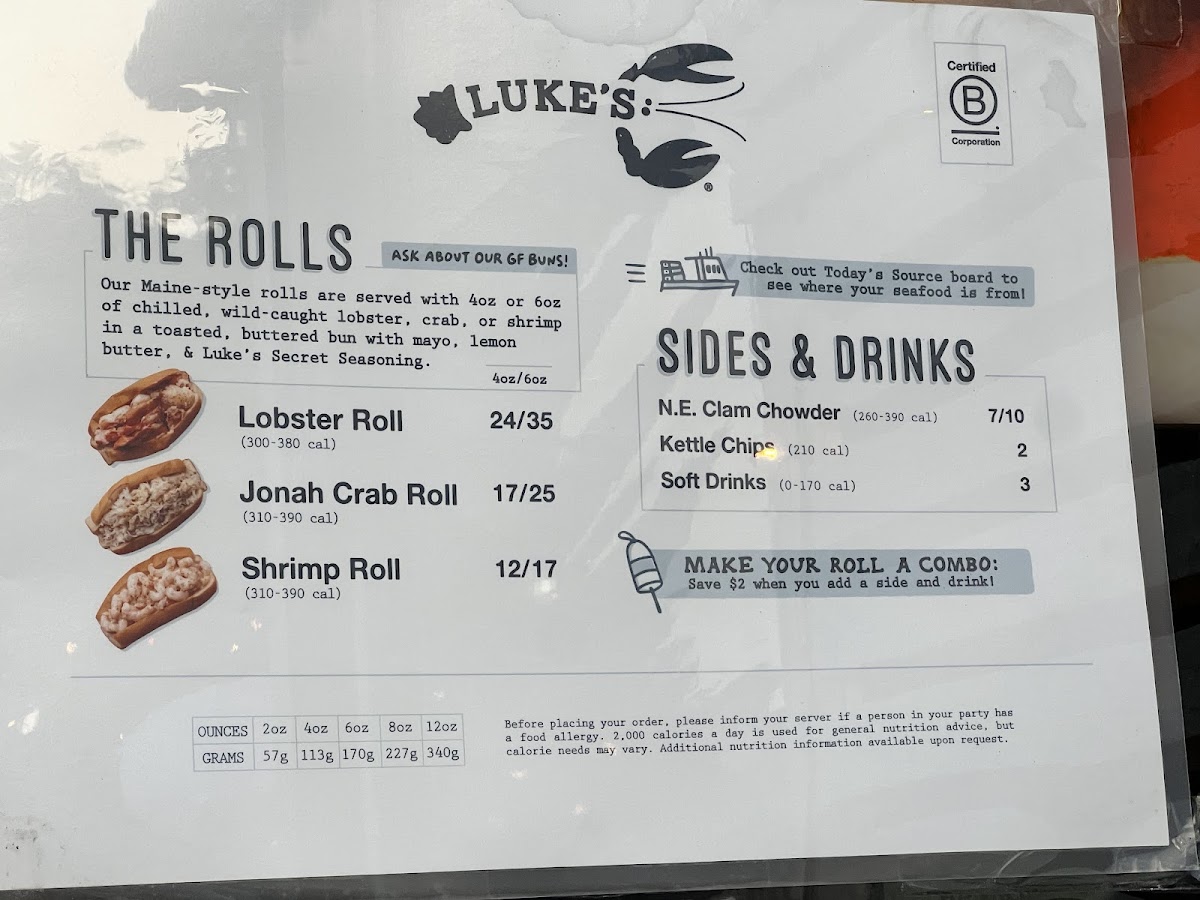 LUKE'S:
®
Certified
B
Corporation
THE ROLLS
ASK ABOUT OUR GF BUNS!
Our Maine-style rolls are served with 4oz or 6oz
of chilled, wild-caught lobster, crab, or shrimp
in a toasted, buttered bun with mayo, lemon
butter, & Luke's Secret Seasoning.
4oz/6oz
Lobster Roll 24/35
(300-380 cal)
Jonah Crab Roll 17/25
(310-390 cal)
Shrimp Roll 12/17
(310-390 cal)
Check out Today's Source board to
see where your seafood is from!
SIDES & DRINKS
N.E. Clam Chowder (260-390 cal) 7/10
Kettle Chips (210 cal) 2
Soft Drinks (0-170 cal) 3
MAKE YOUR ROLL A COMBO:
Save $2 when you add a side and drink!
OUNCES 2oz 4oz 6oz 8oz 12oz
GRAMS 57g 113g 170g 227g 340g
Before placing your order, please inform your server if a person in your party has
a food allergy. 2,000 calories a day is used for general nutrition advice, but
calorie needs may vary. Additional nutrition information available upon request.